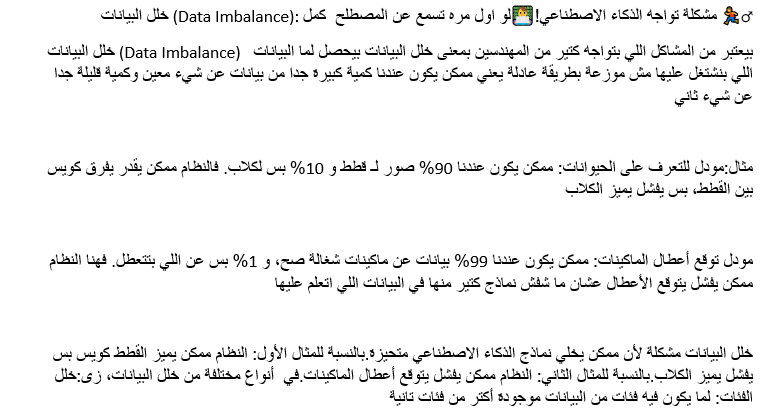 🏃‍♂ مشكلة تواجه الذكاء الاصطناعي!👨‍💻لو اول مره تسمع عن المصطلح كمل :(Data Imbalance) خلل البيانات
بيعتبر من المشاكل اللي بتواجه كتير من المهندسين بمعنى خلل البيانات بيحصل لما البيانات (Data Imbalance) خلل البيانات
اللي بنشتغل عليها مش موزعة بطريقة عادلة يعني ممكن يكون عندنا كمية كبيرة جدا من بيانات عن شيء معين وكمية قليلة جدا
عن شيء ثاني
مثال:مودل للتعرف على الحيوانات: ممكن يكون عندنا 90% صور لـ قطط و 10% بس لكلاب. فالنظام ممكن يقدر يفرق كويس
بين القطط، بس يفشل يميز الكلاب
مودل توقع أعطال الماكينات: ممكن يكون عندنا 99% بيانات عن ماكينات شغالة صح، و 1% بس عن اللي بتتعطل. فهنا النظام
ممكن يفشل يتوقع الأعطال عشان ما شفش نماذج كتير منها في البيانات اللي اتعلم عليها
خلل البيانات مشكلة لأن ممكن يخلي نماذج الذكاء الاصطناعي متحيزة.بالنسبة للمثال الأول: النظام ممكن يميز القطط كويس بس
يفشل يميز الكلاب.بالنسبة للمثال الثاني: النظام ممكن يفشل يتوقع أعطال الماكينات.في أنواع مختلفة من خلل البيانات، زى:خلل
الفئات: لما يكون فيه فئات من البيانات موجودة أكتر من فئات تانية